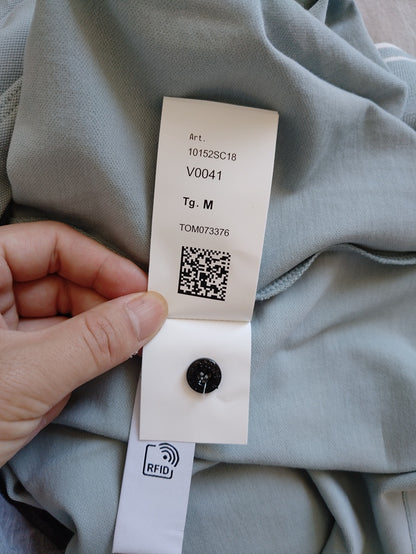 Art.
10152SC18
V0041
Tg. M
TOM073376
RFID